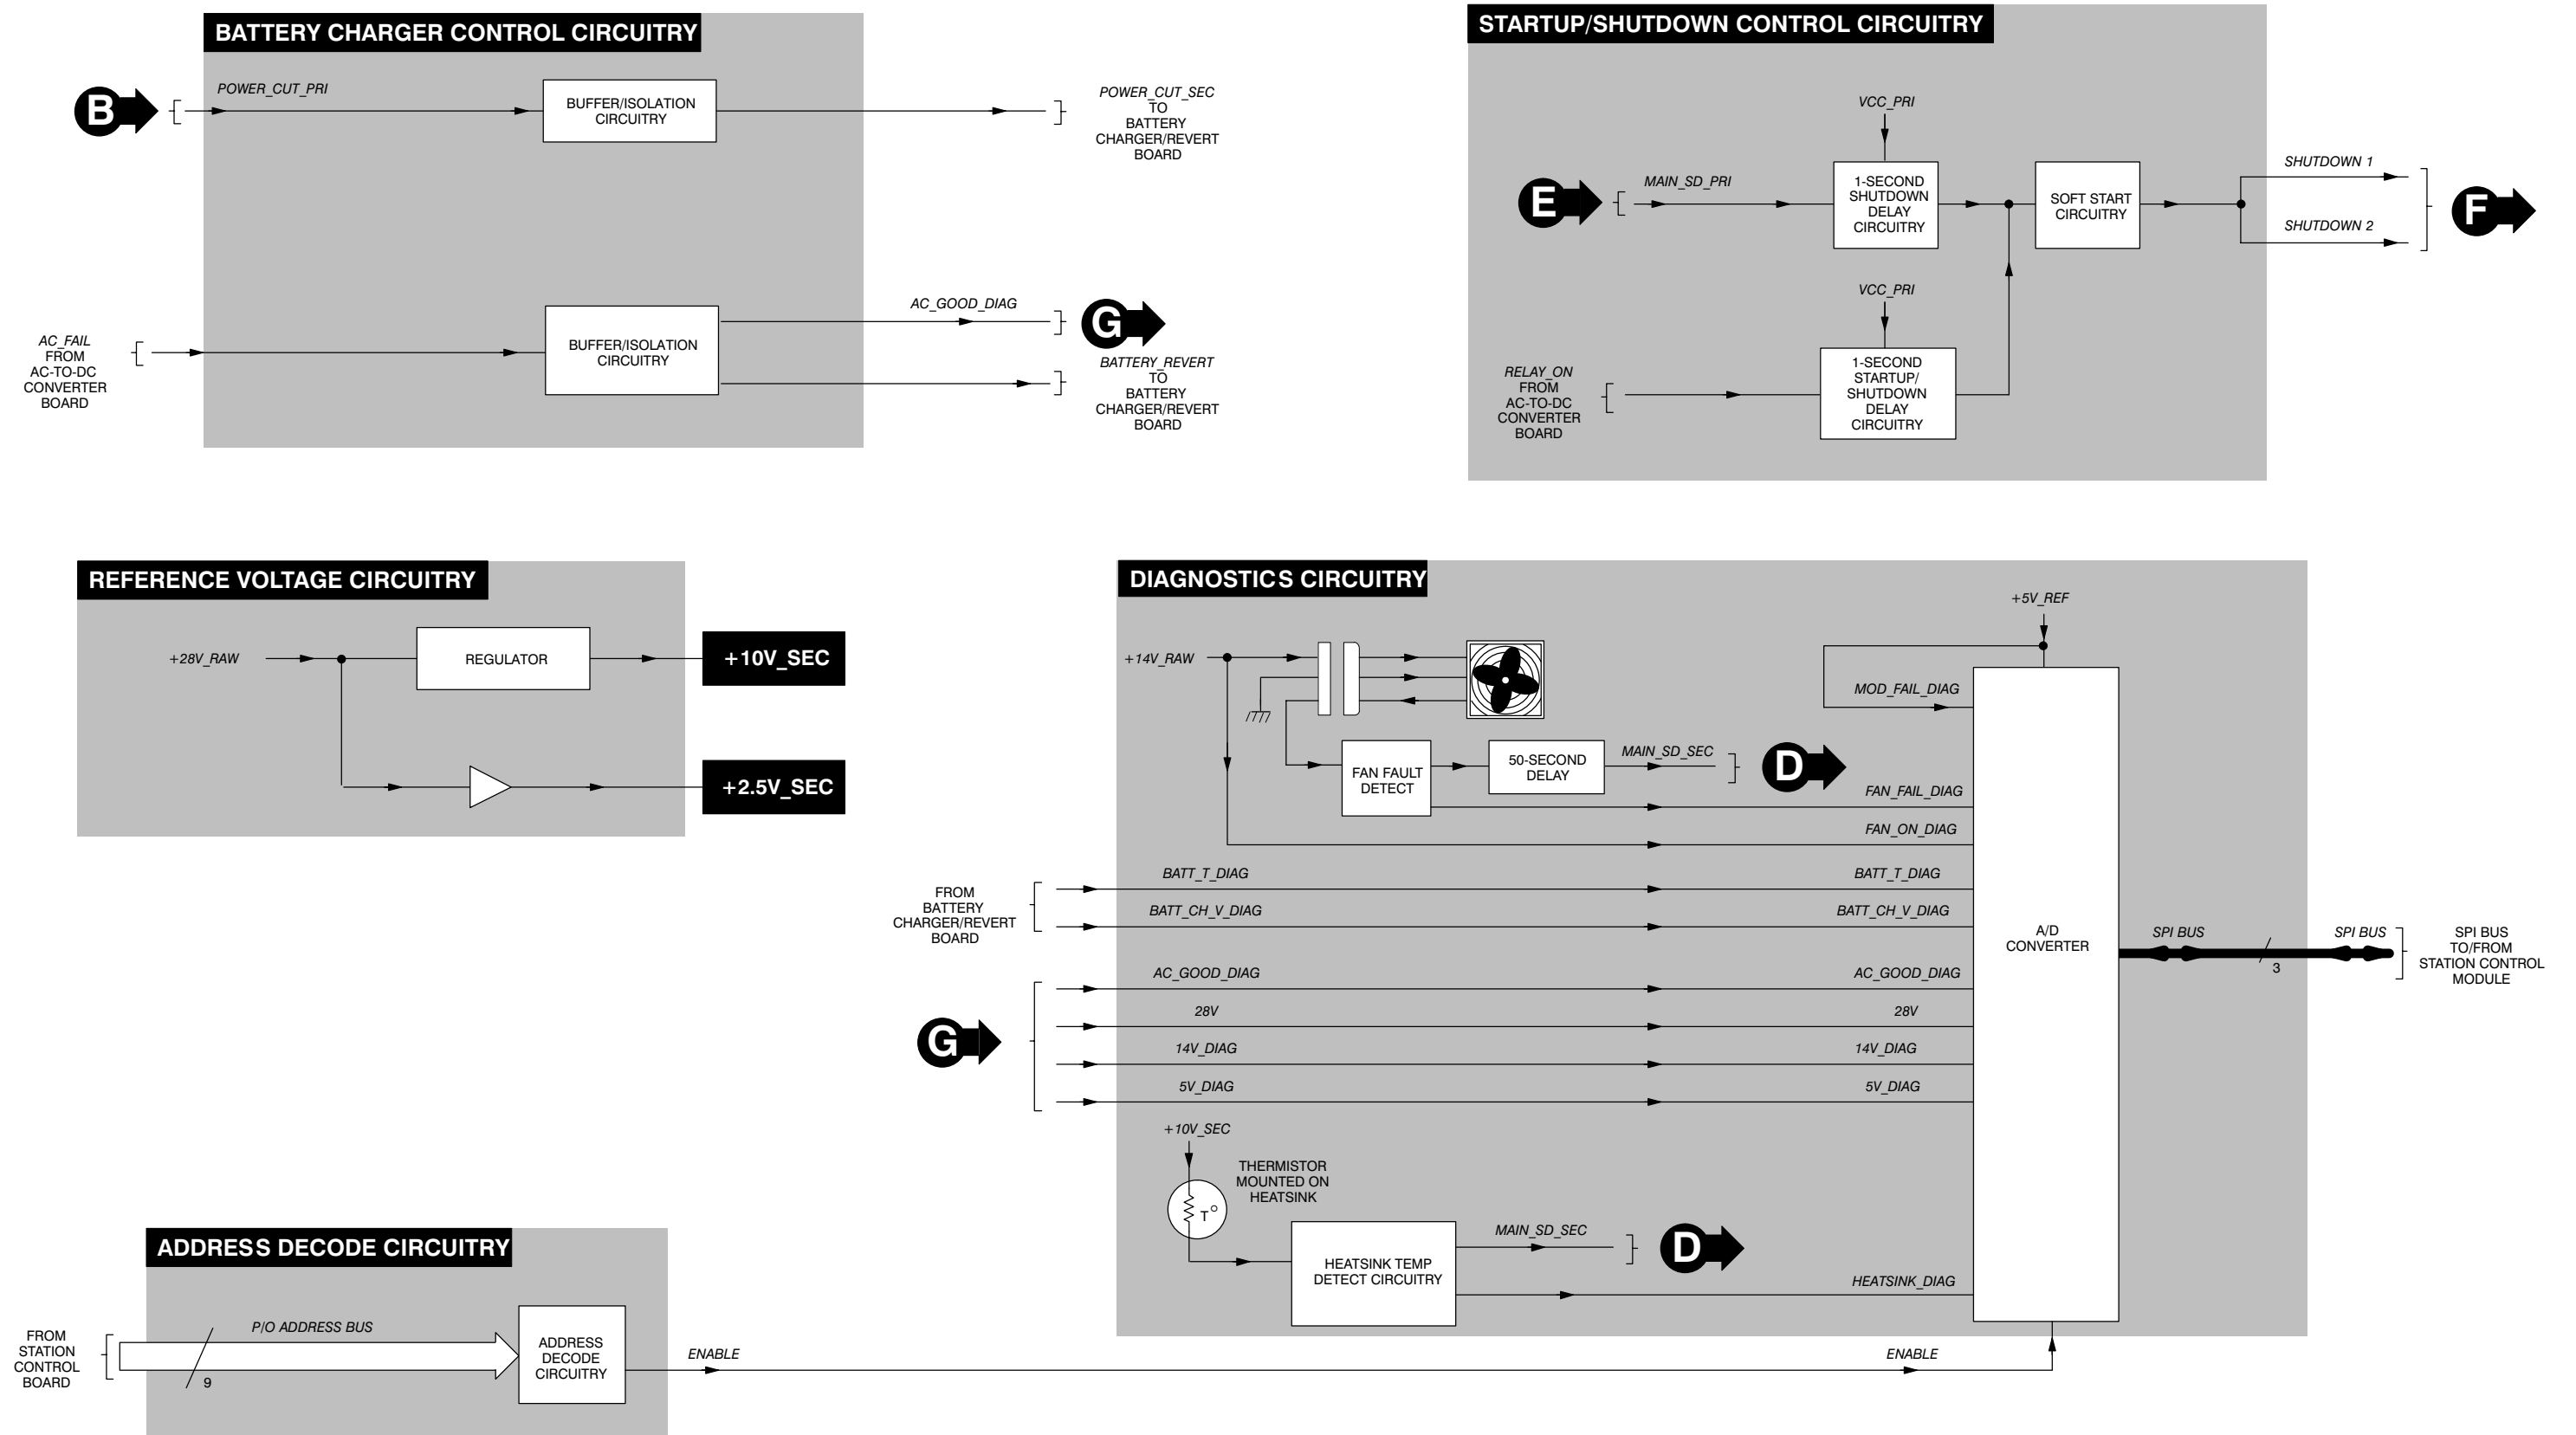 BATTERY CHARGER CONTROL CIRCUITRY
B
POWER_CUT_PRI
BUFFER/ISOLATION
CIRCUITRY
POWER_CUT_SEC
TO
BATTERY
CHARGER/REVERT
BOARD
AC_FAIL
FROM
AC-TO-DC
CONVERTER
BOARD
BUFFER/ISOLATION
CIRCUITRY
AC_GOOD_DIAG
G
BATTERY_REVERT
TO
BATTERY
CHARGER/REVERT
BOARD
STARTUP/SHUTDOWN CONTROL CIRCUITRY
VCC_PRI
E
MAIN_SD_PRI
1-SECOND
SHUTDOWN
DELAY
CIRCUITRY
SOFT START
CIRCUITRY
SHUTDOWN 1
SHUTDOWN 2
F
VCC_PRI
RELAY_ON
FROM
AC-TO-DC
CONVERTER
BOARD
1-SECOND
STARTUP/
SHUTDOWN
DELAY
CIRCUITRY
REFERENCE VOLTAGE CIRCUITRY
+28V_RAW
REGULATOR
+10V_SEC
+2.5V_SEC
DIAGNOSTICS CIRCUITRY
+5V_REF
+14V_RAW
MOD_FAIL_DIAG
FAN FAULT
DETECT
50-SECOND
DELAY
MAIN_SD_SEC
D
FAN_FAIL_DIAG
FAN_ON_DIAG
FROM
BATTERY
CHARGER/REVERT
BOARD
BATT_T_DIAG
BATT_T_DIAG
BATT_CH_V_DIAG
BATT_CH_V_DIAG
A/D
CONVERTER
SPI BUS
3
SPI BUS
SPI BUS
TO/FROM
STATION CONTROL
MODULE
G
AC_GOOD_DIAG
AC_GOOD_DIAG
28V
28V
14V_DIAG
14V_DIAG
5V_DIAG
5V_DIAG
+10V_SEC
THERMISTOR
MOUNTED ON
HEATSINK
T°
HEATSINK TEMP
DETECT CIRCUITRY
MAIN_SD_SEC
D
HEATSINK_DIAG
ADDRESS DECODE CIRCUITRY
FROM
STATION
CONTROL
BOARD
P/O ADDRESS BUS
9
ADDRESS
DECODE
CIRCUITRY
ENABLE
ENABLE